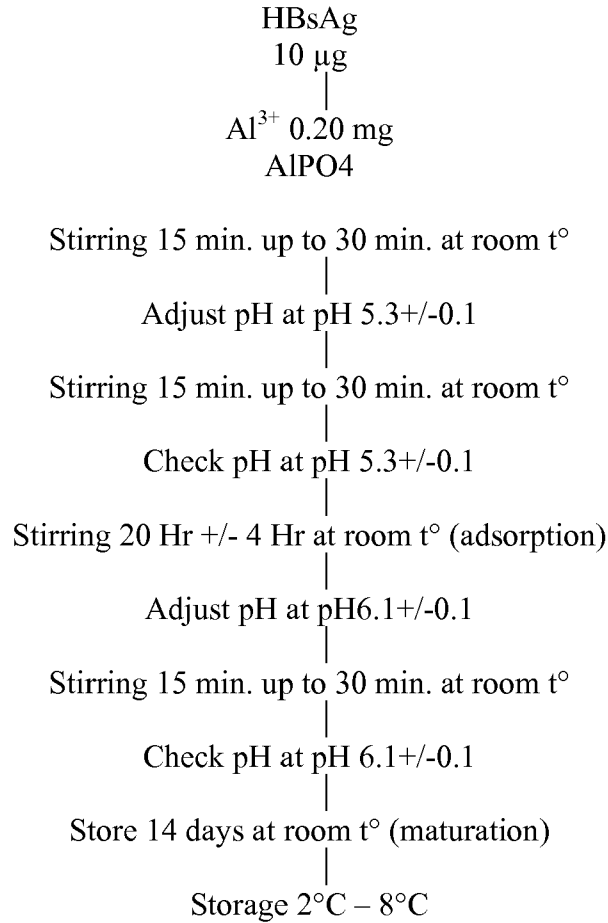 HBsAg
10 µg
Al³⁺ 0.20 mg
AlPO4
Stirring 15 min. up to 30 min. at room t°
Adjust pH at pH 5.3+/-0.1
Stirring 15 min. up to 30 min. at room t°
Check pH at pH 5.3+/-0.1
Stirring 20 Hr +/- 4 Hr at room t° (adsorption)
Adjust pH at pH6.1+/-0.1
Stirring 15 min. up to 30 min. at room t°
Check pH at pH 6.1+/-0.1
Store 14 days at room t° (maturation)
Storage 2°C – 8°C